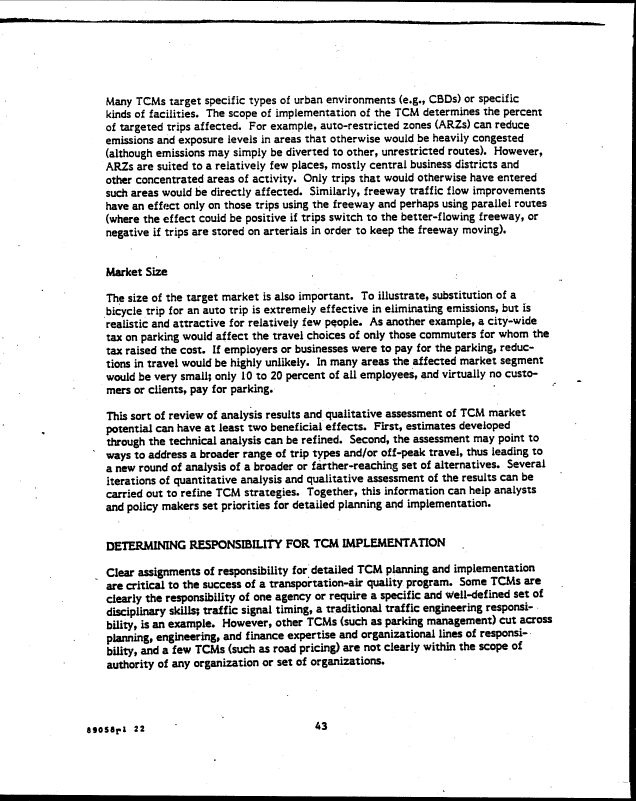 Many TCMs target specific types of urban environments (e.g., CBDs) or specific
kinds of facilities. The scope of implementation of the TCM determines the percent
of targeted trips affected. For example, auto-restricted zones (ARZs) can reduce
emissions and exposure levels in areas that otherwise would be heavily congested
(although emissions may simply be diverted to other, unrestricted routes). However,
ARZs are suited to a relatively few places, mostly central business districts and
other concentrated areas of activity. Only trips that would otherwise have entered
such areas would be directly affected. Similarly, freeway traffic flow improvements
have an effect only on those trips using the freeway and perhaps using parallel routes
(where the effect could be positive if trips switch to the better-flowing freeway, or
negative if trips are stored on arterials in order to keep the freeway moving).
Market Size
The size of the target market is also important. To illustrate, substitution of a
bicycle trip for an auto trip is extremely effective in eliminating emissions, but is
realistic and attractive for relatively few people. As another example, a city-wide
tax on parking would affect the travel choices of only those commuters for whom the
tax raised the cost. If employers or businesses were to pay for the parking, reduc-
tions in travel would be highly unlikely. In many areas the affected market segment
would be very small; only 10 to 20 percent of all employees, and virtually no custo-
mers or clients, pay for parking.
This sort of review of analysis results and qualitative assessment of TCM market
potential can have at least two beneficial effects. First, estimates developed
through the technical analysis can be refined. Second, the assessment may point to
ways to address a broader range of trip types and/or off-peak travel, thus leading to
a new round of analysis of a broader or farther-reaching set of alternatives. Several
iterations of quantitative analysis and qualitative assessment of the results can be
carried out to refine TCM strategies. Together, this information can help analysts
and policy makers set priorities for detailed planning and implementation.
DETERMINING RESPONSIBILITY FOR TCM IMPLEMENTATION
Clear assignments of responsibility for detailed TCM planning and implementation
are critical to the success of a transportation-air quality program. Some TCMs are
clearly the responsibility of one agency or require a specific and well-defined set of
disciplinary skills; traffic signal timing, a traditional traffic engineering responsi-
bility, is an example. However, other TCMs (such as parking management) cut across
planning, engineering, and finance expertise and organizational lines of responsi-
bility, and a few TCMs (such as road pricing) are not clearly within the scope of
authority of any organization or set of organizations.
89058r1 22
43